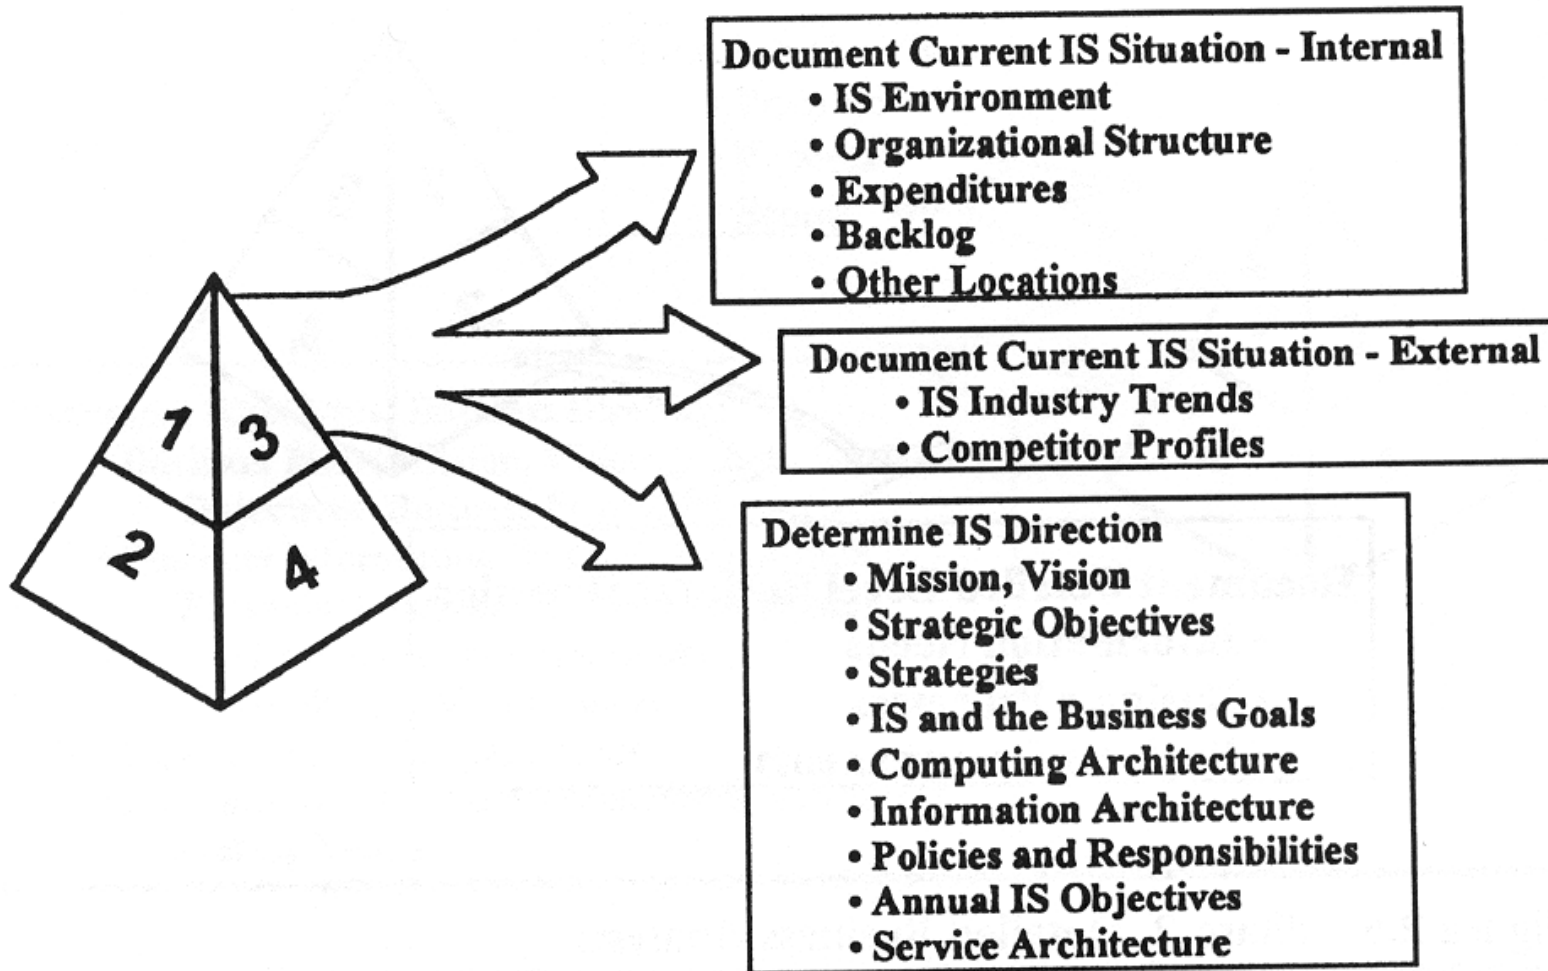 Document Current IS Situation - Internal
• IS Environment
• Organizational Structure
• Expenditures
• Backlog
• Other Locations
Document Current IS Situation - External
• IS Industry Trends
• Competitor Profiles
1
3
2
4
Determine IS Direction
• Mission, Vision
• Strategic Objectives
• Strategies
• IS and the Business Goals
• Computing Architecture
• Information Architecture
• Policies and Responsibilities
• Annual IS Objectives
• Service Architecture